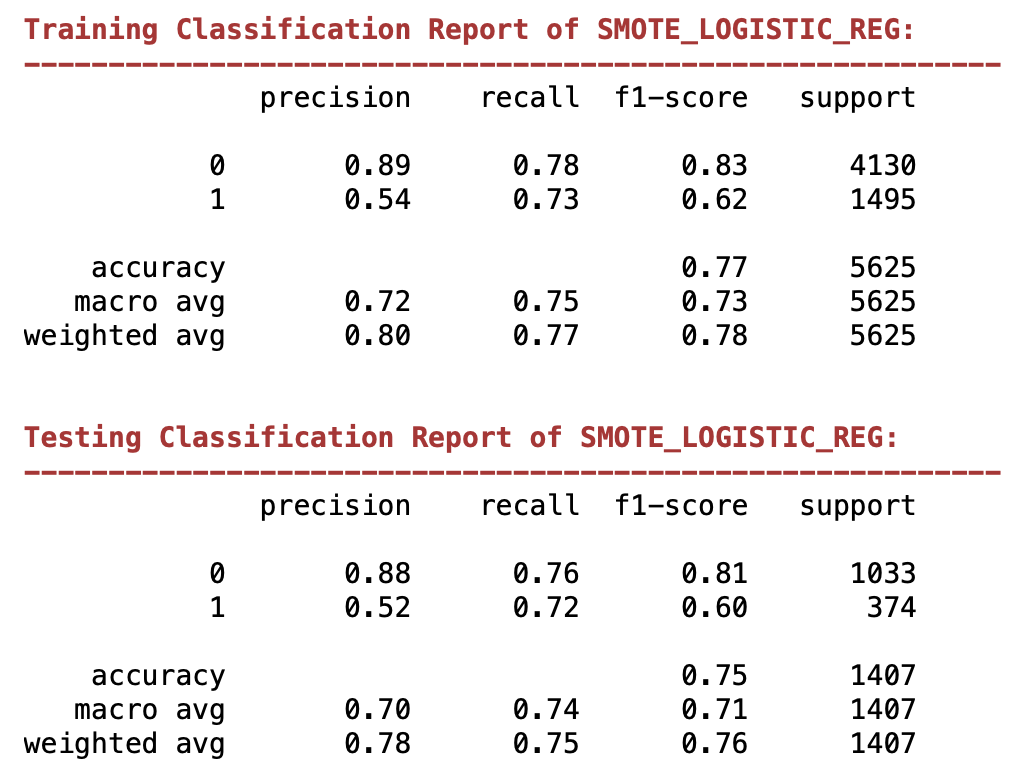 Training Classification Report of SMOTE_LOGISTIC_REG:
----------------------------------------------------------
precision recall f1-score support
0 0.89 0.78 0.83 4130
1 0.54 0.73 0.62 1495
accuracy 0.77 5625
macro avg 0.72 0.75 0.73 5625
weighted avg 0.80 0.77 0.78 5625
Testing Classification Report of SMOTE_LOGISTIC_REG:
----------------------------------------------------------
precision recall f1-score support
0 0.88 0.76 0.81 1033
1 0.52 0.72 0.60 374
accuracy 0.75 1407
macro avg 0.70 0.74 0.71 1407
weighted avg 0.78 0.75 0.76 1407